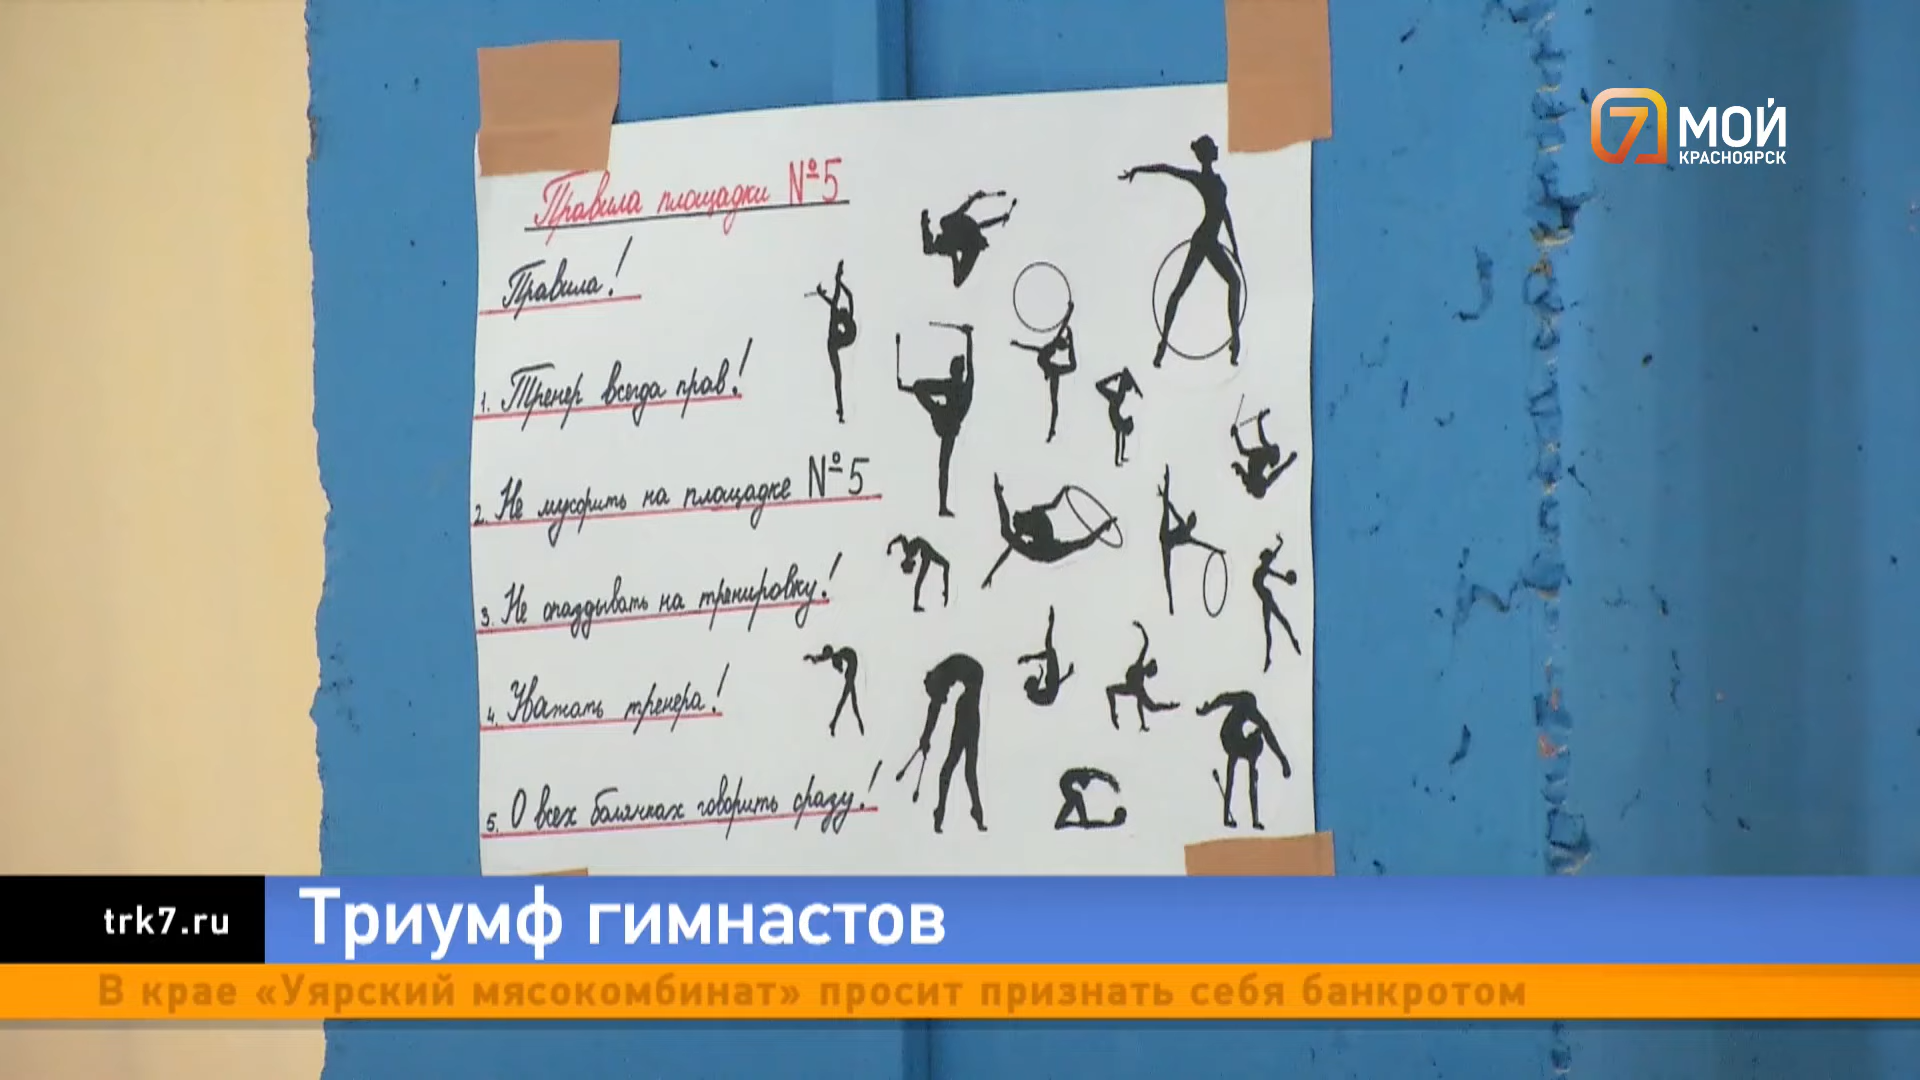 7 МОЙ
КРАСНОЯРСК
Правила площадки №5
Правила!
1. Тренер всегда прав!
2. Не мусорить на площадке №5
3. Не опаздывать на тренировку!
4. Уважать тренера!
5. О всех болячках говорить сразу!
trk7.ru
Триумф гимнастов
В крае «Уярский мясокомбинат» просит признать себя банкротом